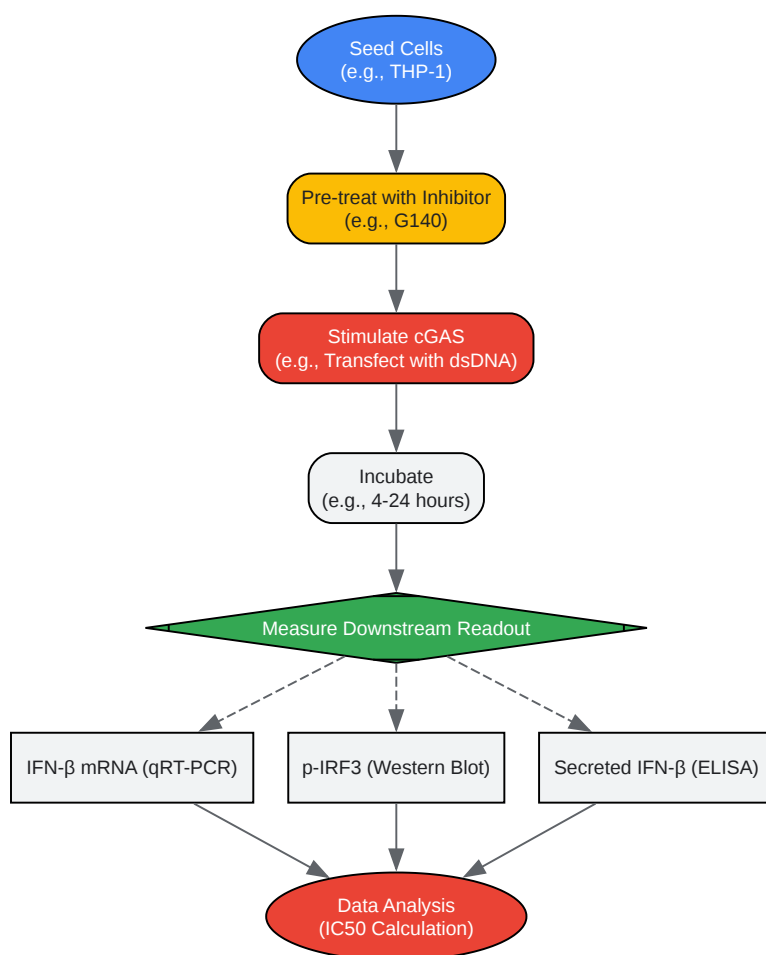 Seed Cells
(e.g., THP-1)
Pre-treat with Inhibitor
(e.g., G140)
Stimulate cGAS
(e.g., Transfect with dsDNA)
Incubate
(e.g., 4-24 hours)
Measure Downstream Readout
IFN-β mRNA (qRT-PCR)
p-IRF3 (Western Blot)
Secreted IFN-β (ELISA)
Data Analysis
(IC50 Calculation)